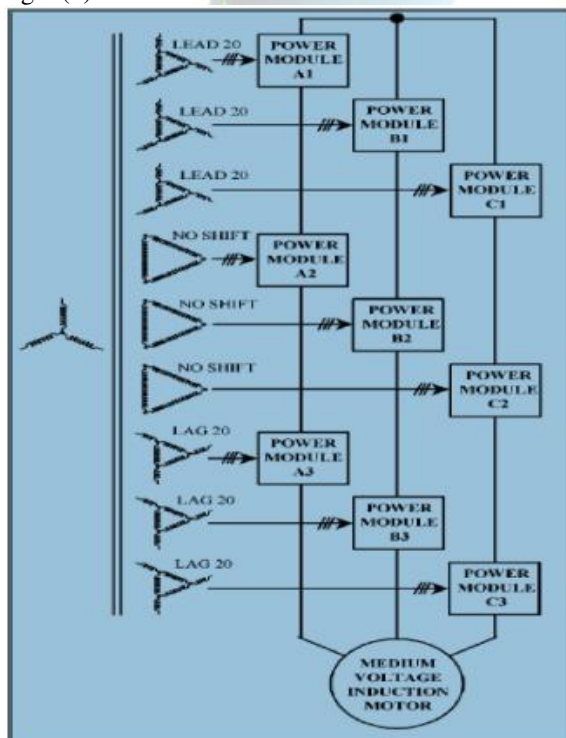 LEAD 20
POWER
MODULE
A1
LEAD 20
POWER
MODULE
B1
LEAD 20
POWER
MODULE
C1
NO SHIFT
POWER
MODULE
A2
NO SHIFT
POWER
MODULE
B2
NO SHIFT
POWER
MODULE
C2
LAG 20
POWER
MODULE
A3
LAG 20
POWER
MODULE
B3
LAG 20
POWER
MODULE
C3
MEDIUM
VOLTAGE
INDUCTION
MOTOR